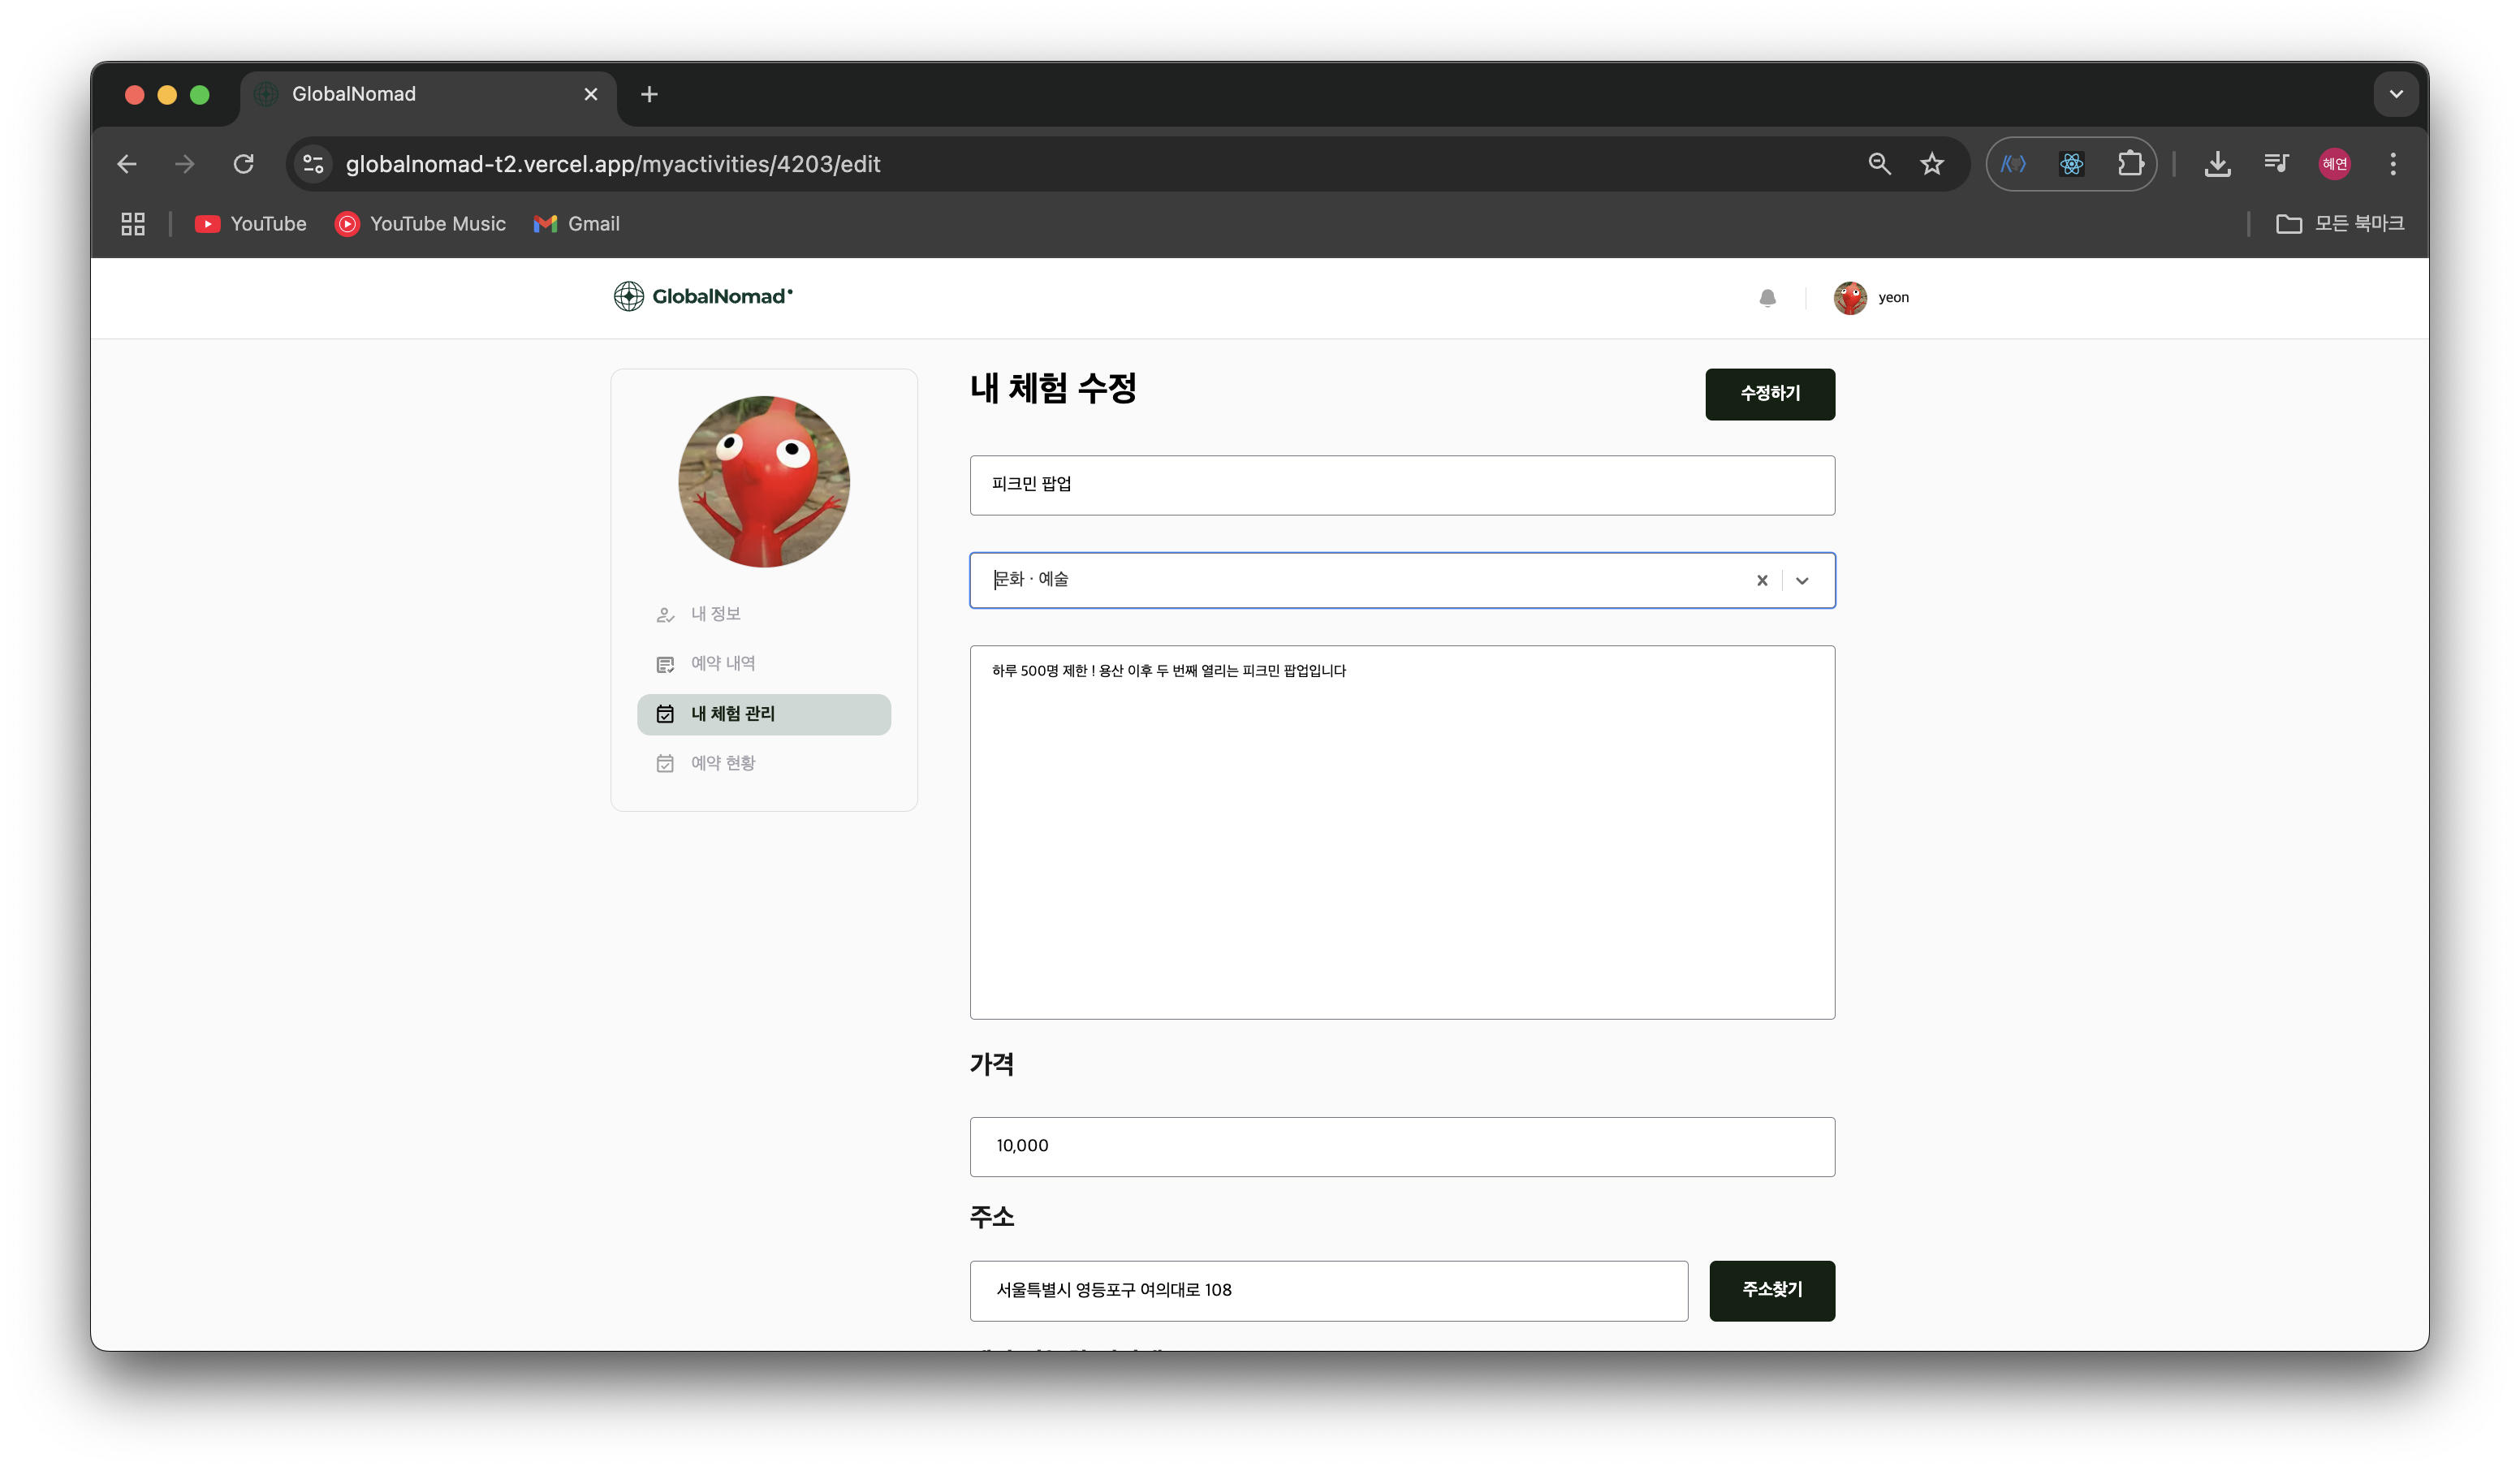 GlobalNomad
globalnomad-t2.vercel.app/myactivities/4203/edit
혜연
YouTube
YouTube Music
Gmail
모든 북마크
GlobalNomad
yeon
내 체험 수정
수정하기
피크민 팝업
문화 · 예술
내 정보
예약 내역
내 체험 관리
예약 현황
하루 500명 제한 ! 용산 이후 두 번째 열리는 피크민 팝업입니다
가격
10,000
주소
서울특별시 영등포구 여의대로 108
주소찾기